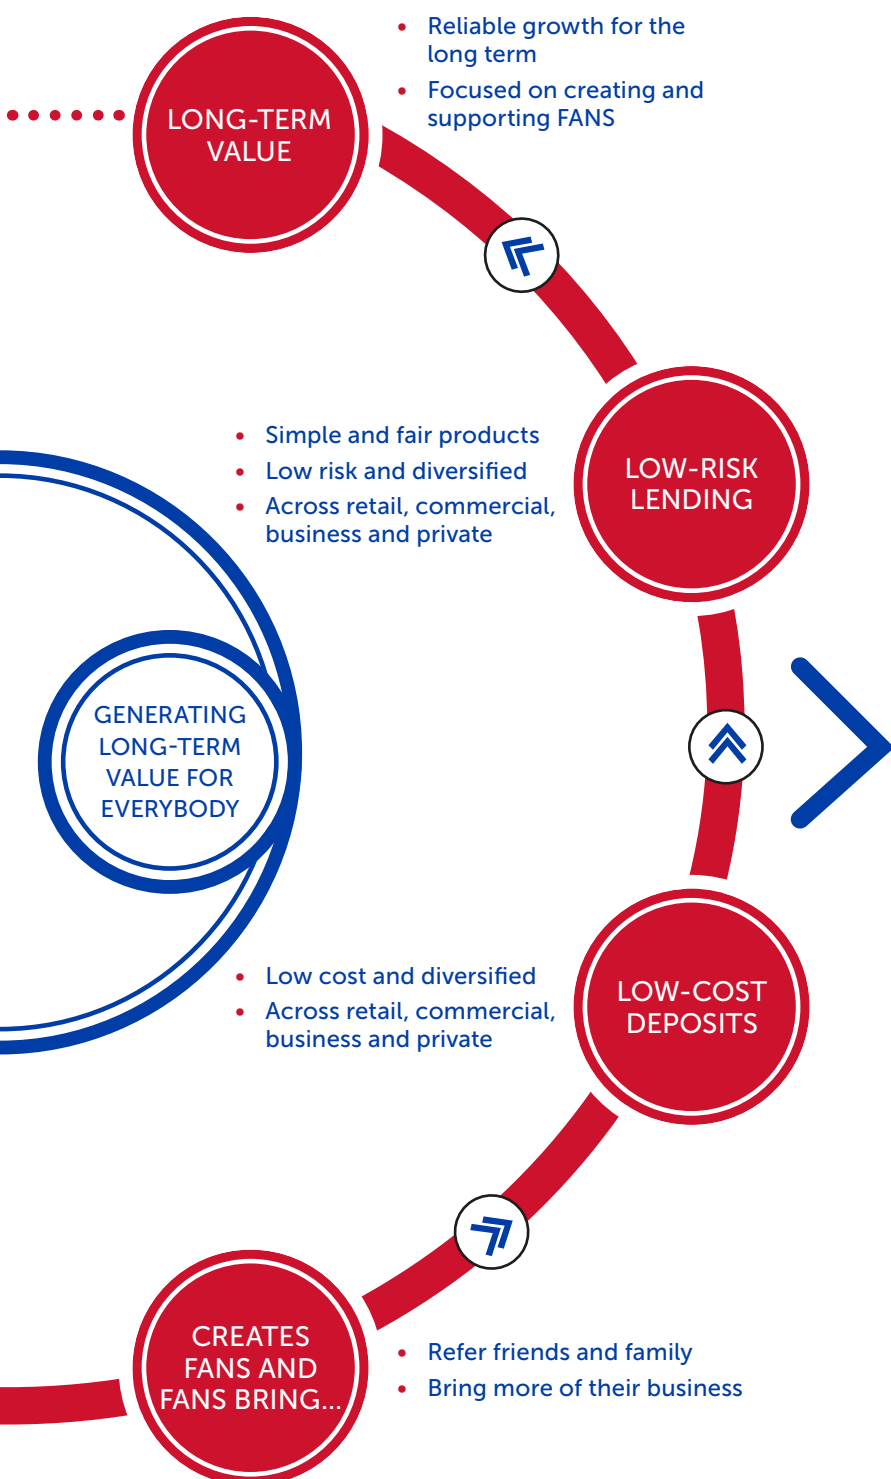 • Reliable growth for the
long term
• Focused on creating and
supporting FANS
LONG-TERM
VALUE
• Simple and fair products
• Low risk and diversified
• Across retail, commercial,
business and private
LOW-RISK
LENDING
GENERATING
LONG-TERM
VALUE FOR
EVERYBODY
• Low cost and diversified
• Across retail, commercial,
business and private
LOW-COST
DEPOSITS
CREATES
FANS AND
FANS BRING...
• Refer friends and family
• Bring more of their business